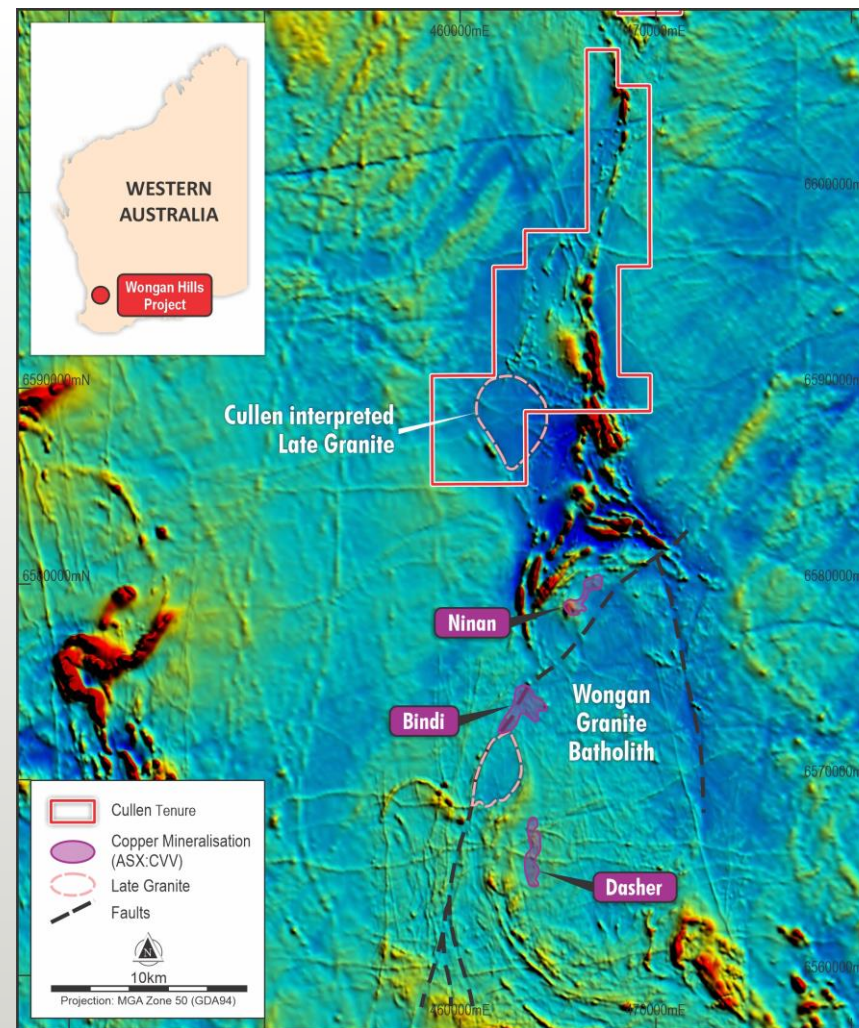 460000mE
470000mE
WESTERN
AUSTRALIA
Wongan Hills
Project
6600000mN
6590000mN
6590000mN
Cullen interpreted
Late Granite
6580000mN
6580000mN
Ninan
Bindi
Wongan
Granite
Batholith
6570000mN
Dasher
Cullen Tenure
Copper Mineralisation
(ASX:CVV)
Late Granite
Faults
N
10km
Projection: MGA Zone 50 (GDA94)
6560000mN
460000mE
470000mE